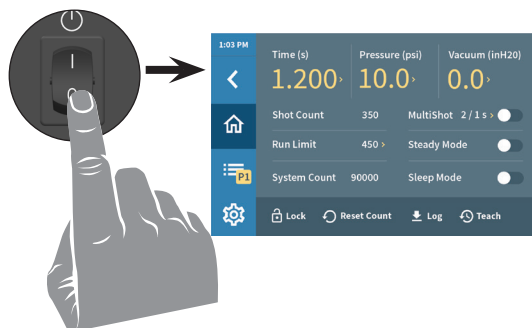 1:03 PM
Time (s) Pressure (psi) Vacuum (inH20)
1.200› 10.0› 0.0›
Shot Count 350 MultiShot 2 / 1 s ›
Run Limit 450 › Steady Mode
P1
System Count 90000 Sleep Mode
Lock Reset Count Log Teach